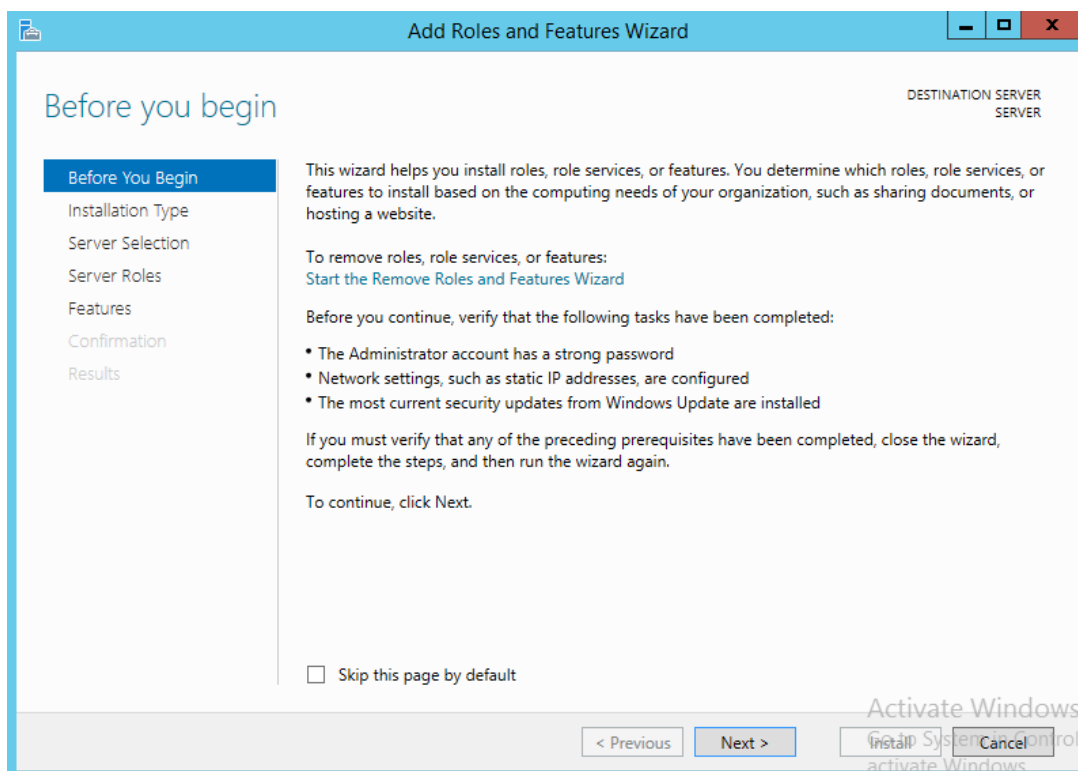 Add Roles and Features Wizard
Before you begin
DESTINATION SERVER
SERVER
Before You Begin
Installation Type
Server Selection
Server Roles
Features
Confirmation
Results
This wizard helps you install roles, role services, or features. You determine which roles, role services, or
features to install based on the computing needs of your organization, such as sharing documents, or
hosting a website.
To remove roles, role services, or features:
Start the Remove Roles and Features Wizard
Before you continue, verify that the following tasks have been completed:
• The Administrator account has a strong password
• Network settings, such as static IP addresses, are configured
• The most current security updates from Windows Update are installed
If you must verify that any of the preceding prerequisites have been completed, close the wizard,
complete the steps, and then run the wizard again.
To continue, click Next.
Skip this page by default
Activate Windows
Go to System in Control
activate Windows
< Previous
Next >
Install
Cancel